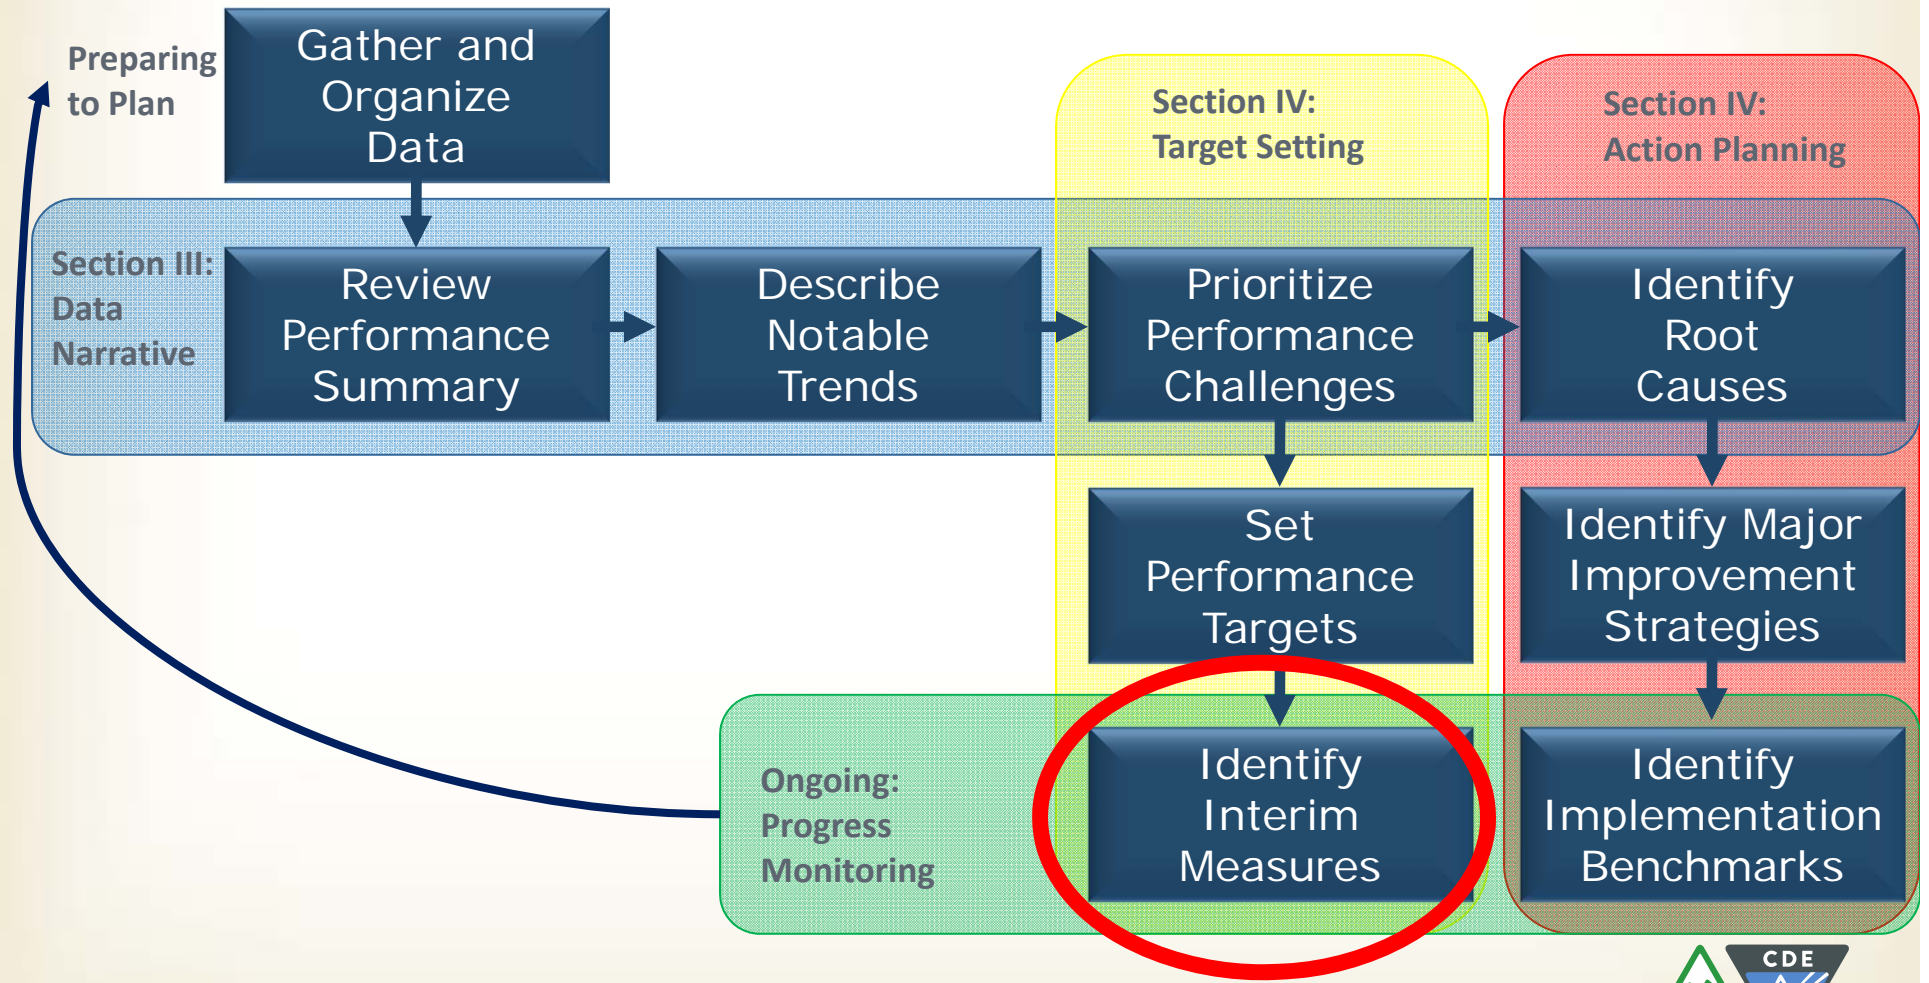 Preparing
to Plan
Gather and
Organize
Data
Section IV:
Target Setting
Section IV:
Action Planning
Section III:
Data
Narrative
Review
Performance
Summary
Describe
Notable
Trends
Prioritize
Performance
Challenges
Identify
Root
Causes
Set
Performance
Targets
Identify Major
Improvement
Strategies
Ongoing:
Progress
Monitoring
Identify
Interim
Measures
Identify
Implementation
Benchmarks
CDE